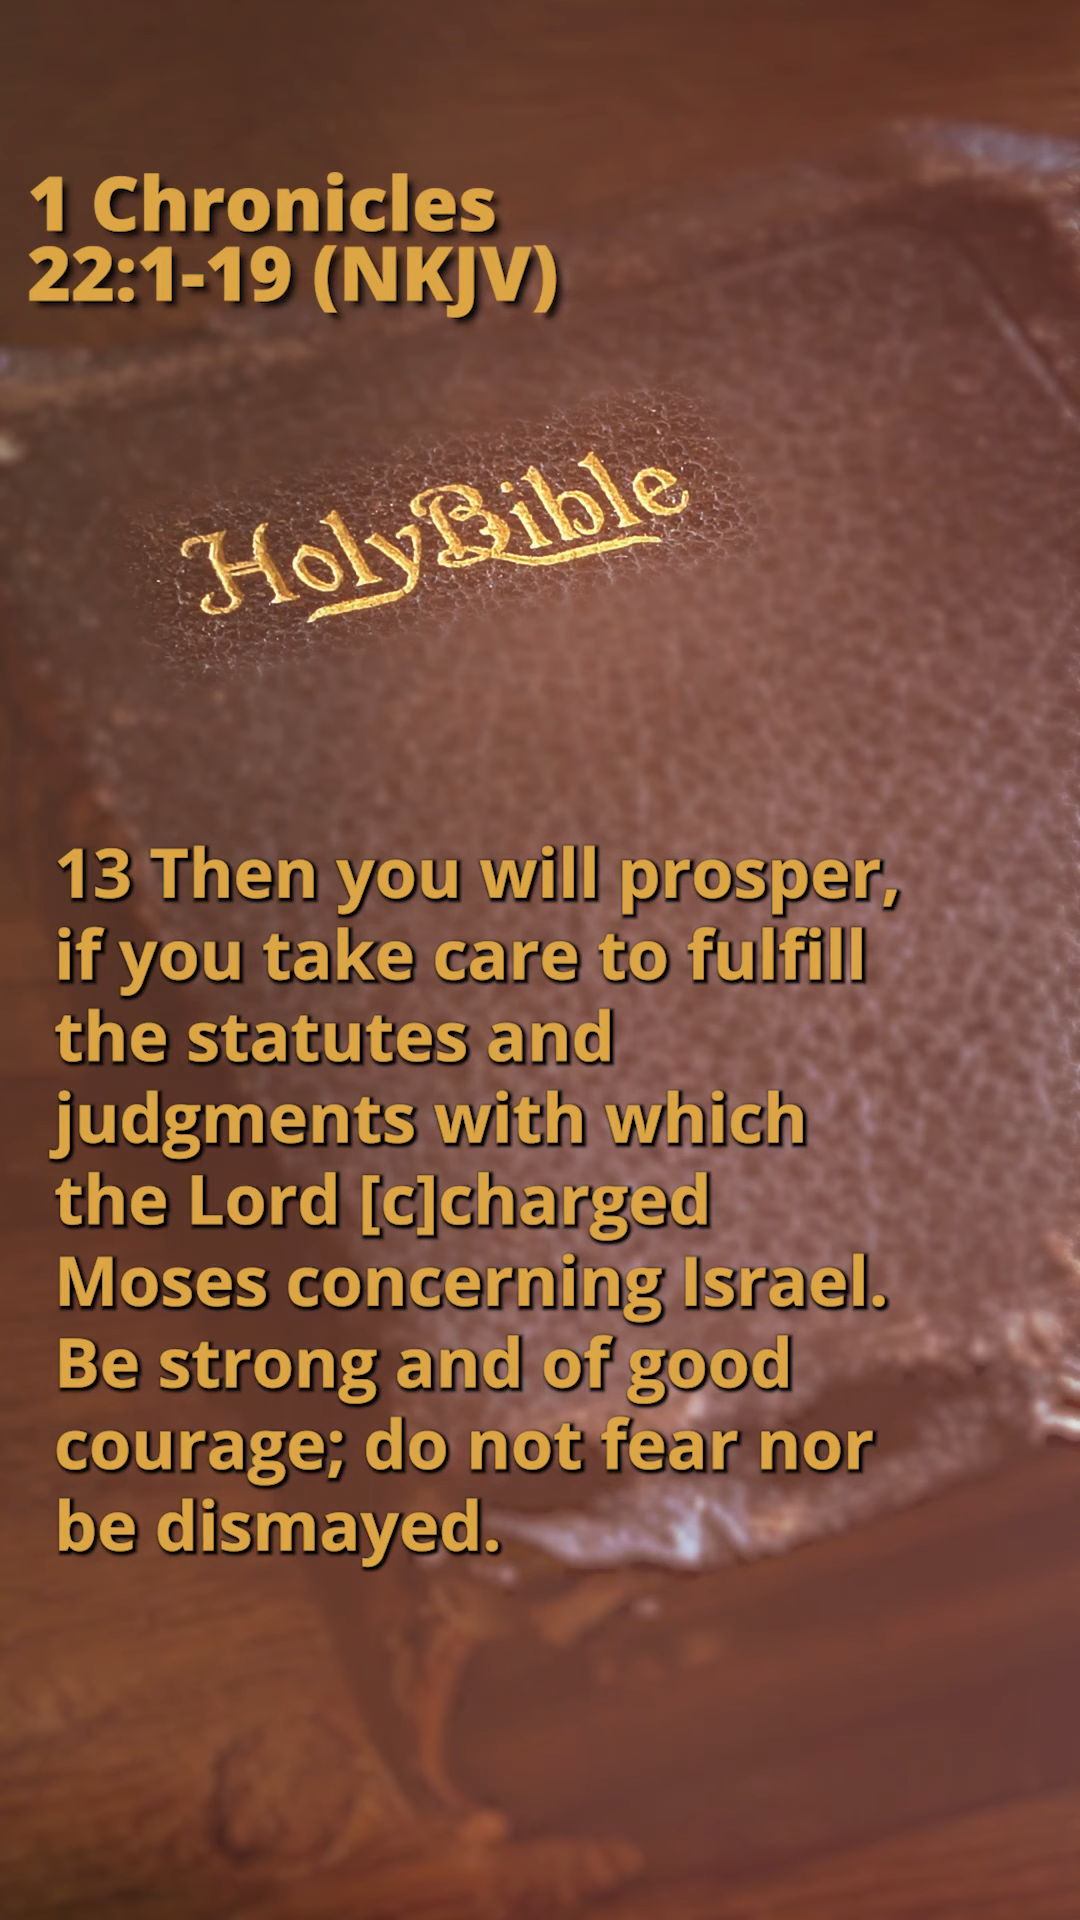 1 Chronicles
22:1-19 (NKJV)
Holy Bible
13 Then you will prosper,
if you take care to fulfill
the statutes and
judgments with which
the Lord [c]charged
Moses concerning Israel.
Be strong and of good
courage; do not fear nor
be dismayed.